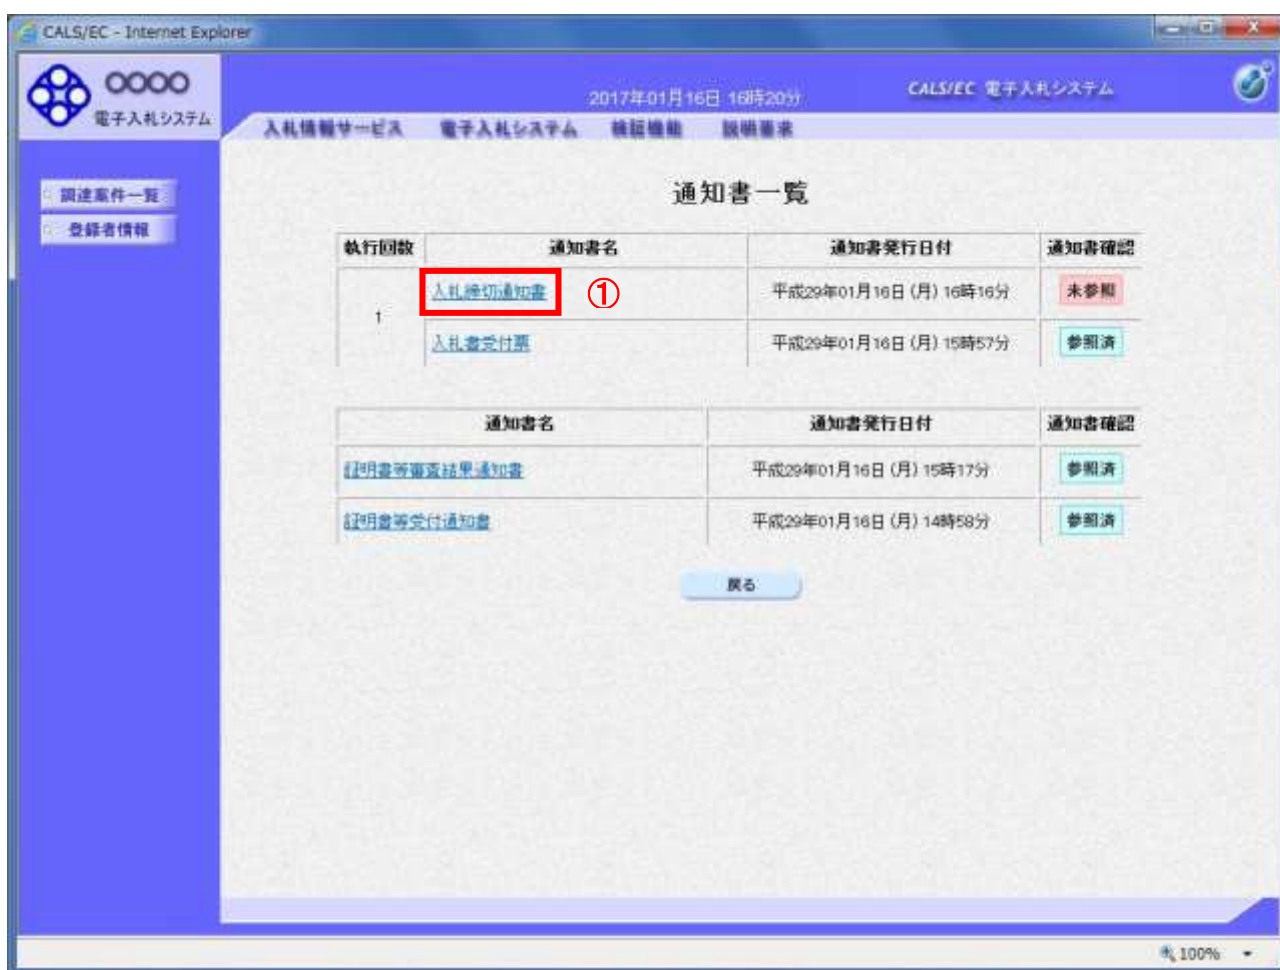 CALS/EC - Internet Explorer
〇〇〇〇
電子入札システム
2017年01月16日 16時20分
CALS/EC 電子入札システム
入札情報サービス 電子入札システム 検証機能 説明要求
調達案件一覧
登録者情報
通知書一覧
執行回数 通知書名 通知書発行日付 通知書確認
1
入札締切通知書 ① 平成29年01月16日(月) 16時16分 未参照
入札書受付票 平成29年01月16日(月) 15時57分 参照済
通知書名 通知書発行日付 通知書確認
証明書等審査結果通知書 平成29年01月16日(月) 15時17分 参照済
証明書等受付通知書 平成29年01月16日(月) 14時58分 参照済
戻る
100%